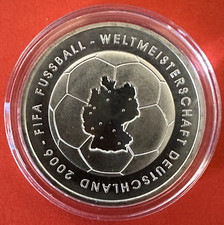 FIFA FUSSBALL - WELTMEISTERSCHAFT DEUTSCHLAND 2006 -